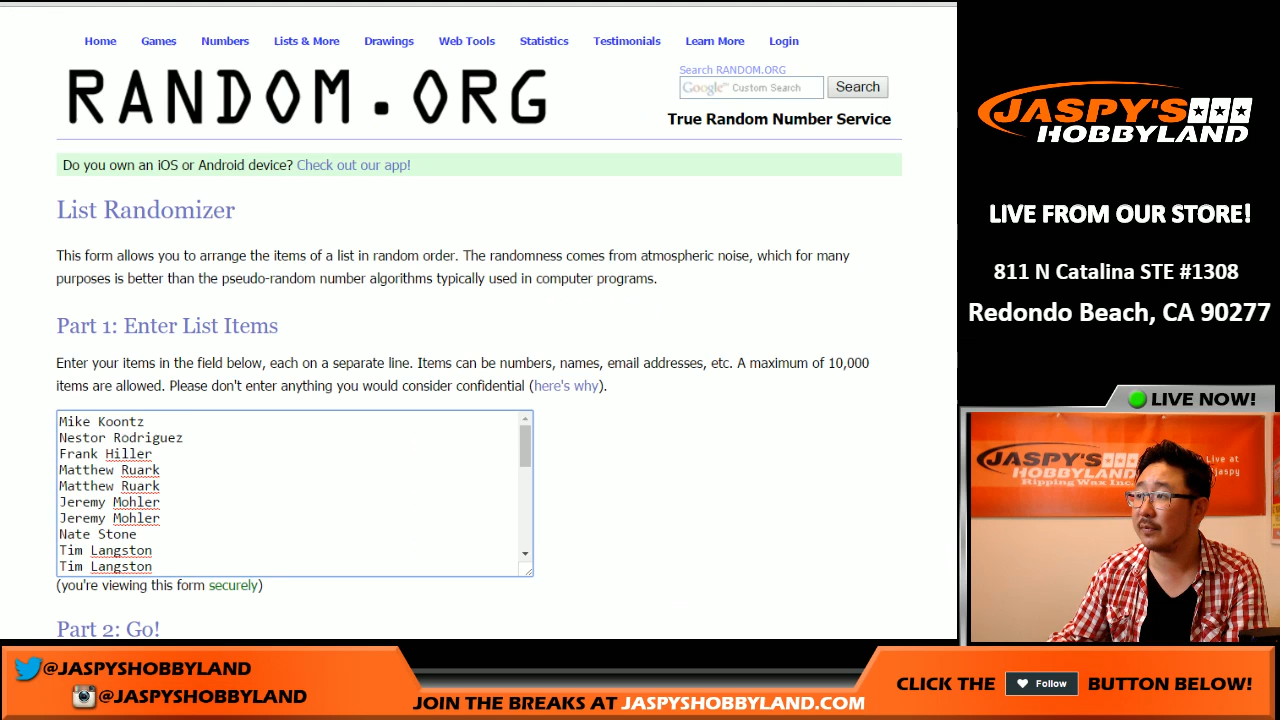 Home Games Numbers Lists & More Drawings Web Tools Statistics Testimonials Learn More Login
RANDOM.ORG
Search RANDOM.ORG
Google™ Custom Search
Search
True Random Number Service
Do you own an iOS or Android device? Check out our app!
List Randomizer
This form allows you to arrange the items of a list in random order. The randomness comes from atmospheric noise, which for many
purposes is better than the pseudo-random number algorithms typically used in computer programs.
Part 1: Enter List Items
Enter your items in the field below, each on a separate line. Items can be numbers, names, email addresses, etc. A maximum of 10,000
items are allowed. Please don't enter anything you would consider confidential (here's why).
Mike Koontz
Nestor Rodriguez
Frank Hiller
Matthew Ruark
Matthew Ruark
Jeremy Mohler
Jeremy Mohler
Nate Stone
Tim Langston
Tim Langston
(you're viewing this form securely)
Part 2: Go!
JASPY'S
HOBBYLAND
LIVE FROM OUR STORE!
811 N Catalina STE #1308
Redondo Beach, CA 90277
LIVE NOW!
JASPY'S
HOBBYLAND
Ripping Wax Inc.
Live at
jaspy
@JASPYSHOBBYLAND
@JASPYSHOBBYLAND
JOIN THE BREAKS AT JASPYSHOBBYLAND.COM
CLICK THE Follow BUTTON BELOW!